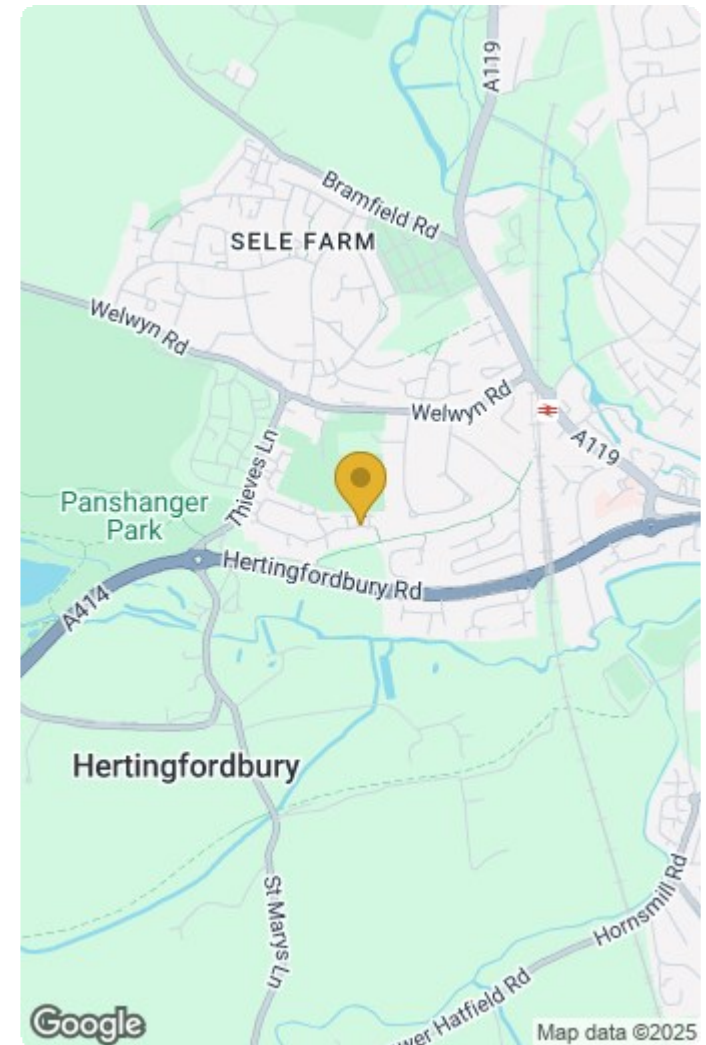 A119
Bramfield Rd
SELE FARM
Welwyn Rd
Welwyn Rd
A119
Thieves Ln
Panshanger
Park
Hertingfordbury Rd
A414
Hertingfordbury
St Marys Ln
Hornsmill Rd
wer Hatfield Rd
Google
Map data ©2025